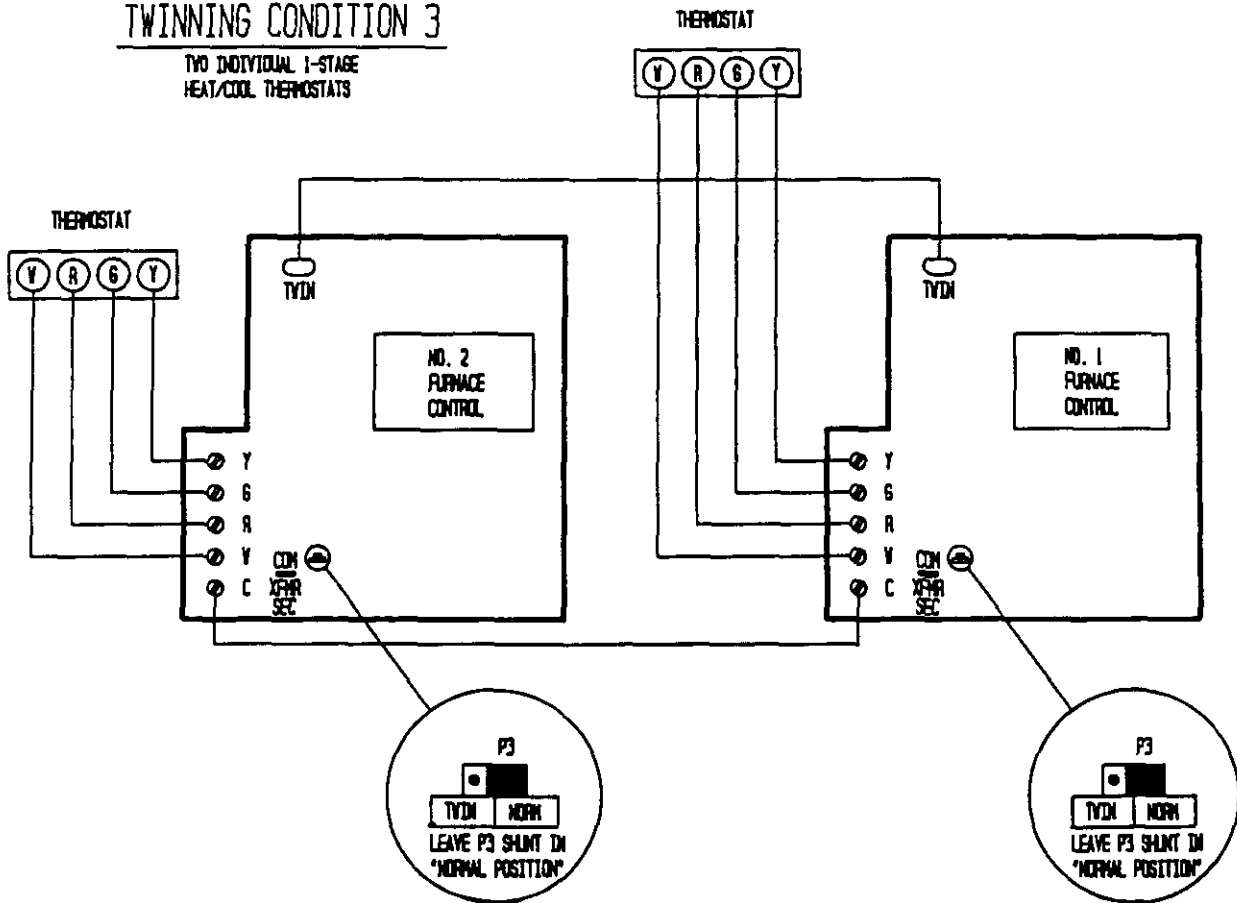 TWINNING CONDITION 3
TWO INDIVIDUAL 1-STAGE
HEAT/COOL THERMOSTATS
THERMOSTAT
W R G Y
THERMOSTAT
W R G Y
TWIN
NO. 2
FURNACE
CONTROL
Y
G
R
W
C
COM
XFMR
SEC
TWIN
NO. 1
FURNACE
CONTROL
Y
G
R
W
C
COM
XFMR
SEC
P3
TWIN NORM
LEAVE P3 SHUNT IN
"NORMAL POSITION"
P3
TWIN NORM
LEAVE P3 SHUNT IN
"NORMAL POSITION"